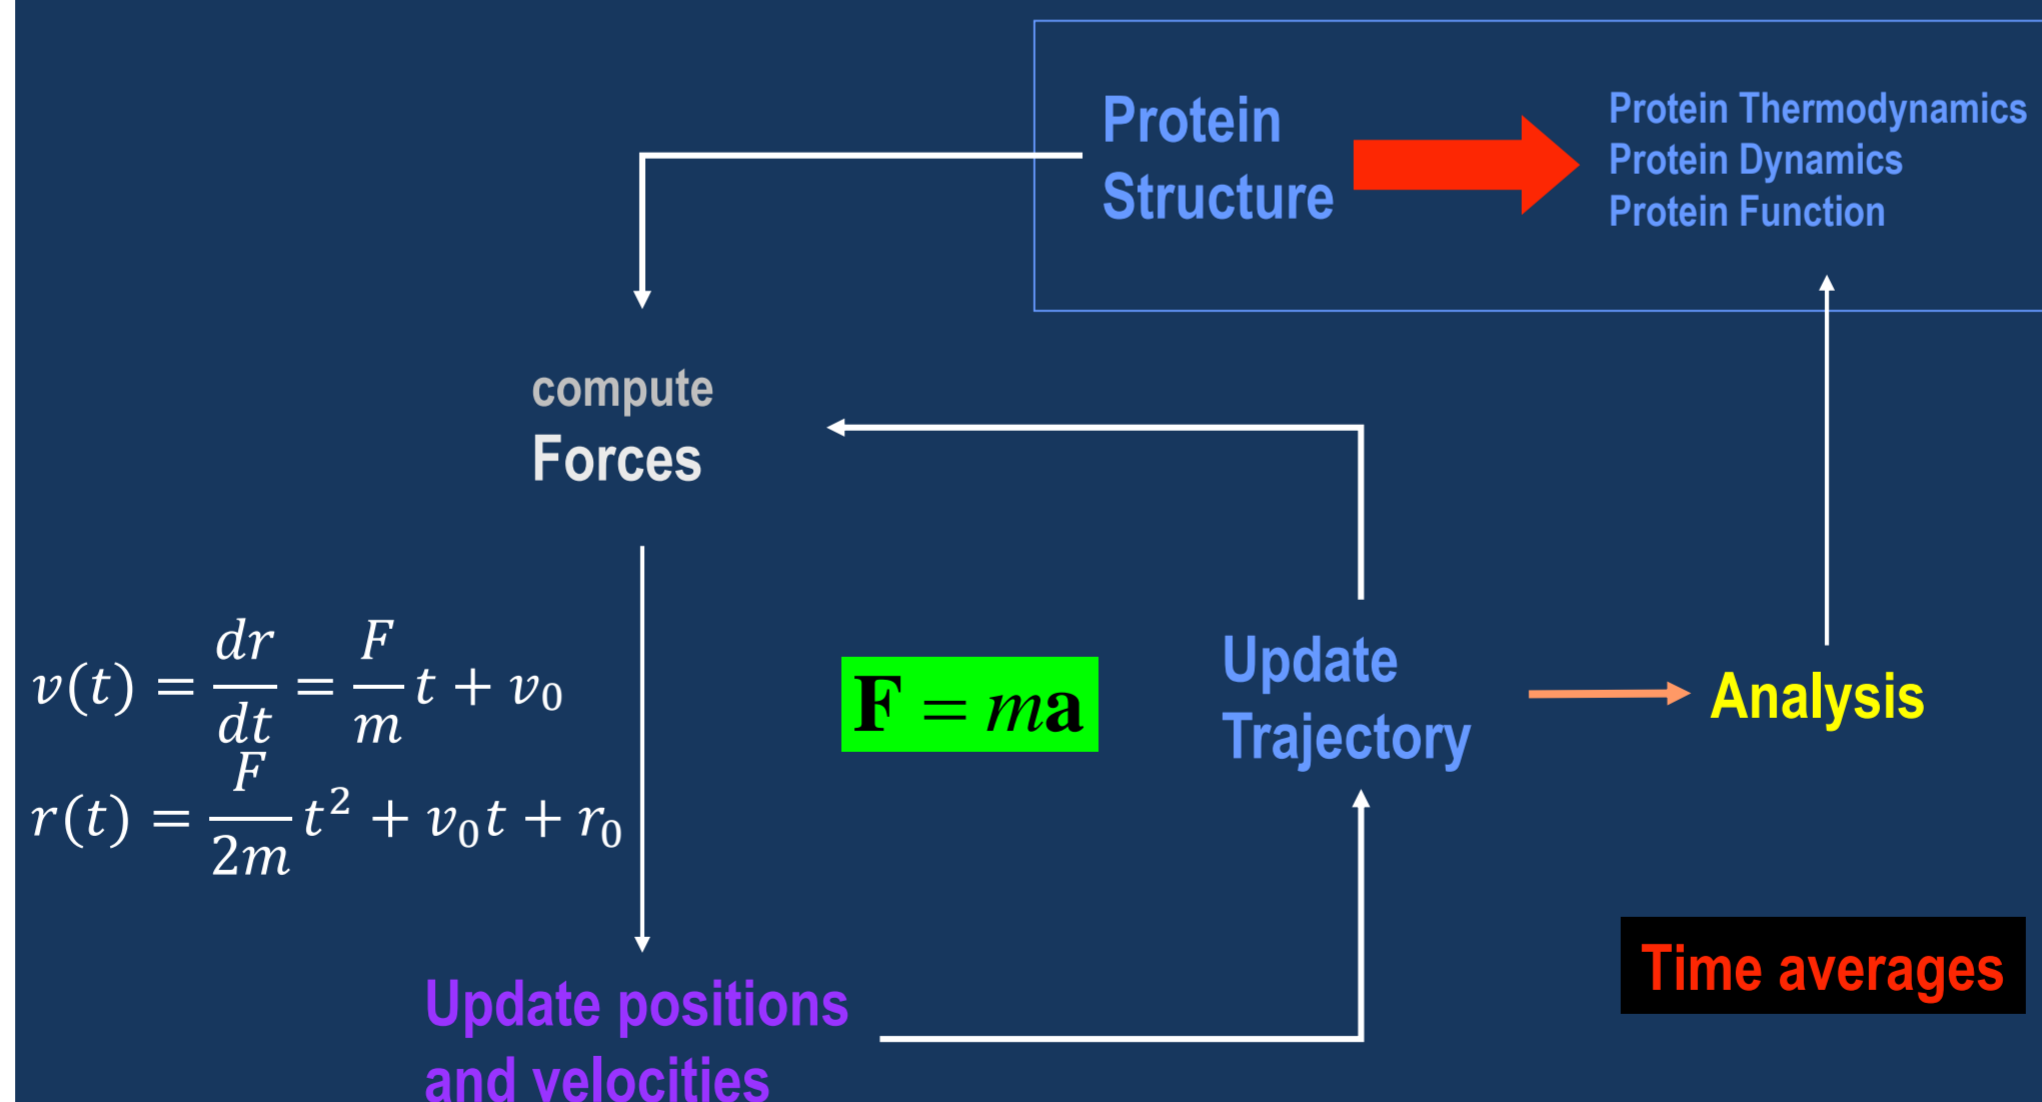 Protein
Structure
Protein Thermodynamics
Protein Dynamics
Protein Function
compute
Forces
v(t) = dr/dt = F/m t + v₀
r(t) = F/2m t² + v₀t + r₀
F = ma
Update
Trajectory
Analysis
Time averages
Update positions
and velocities